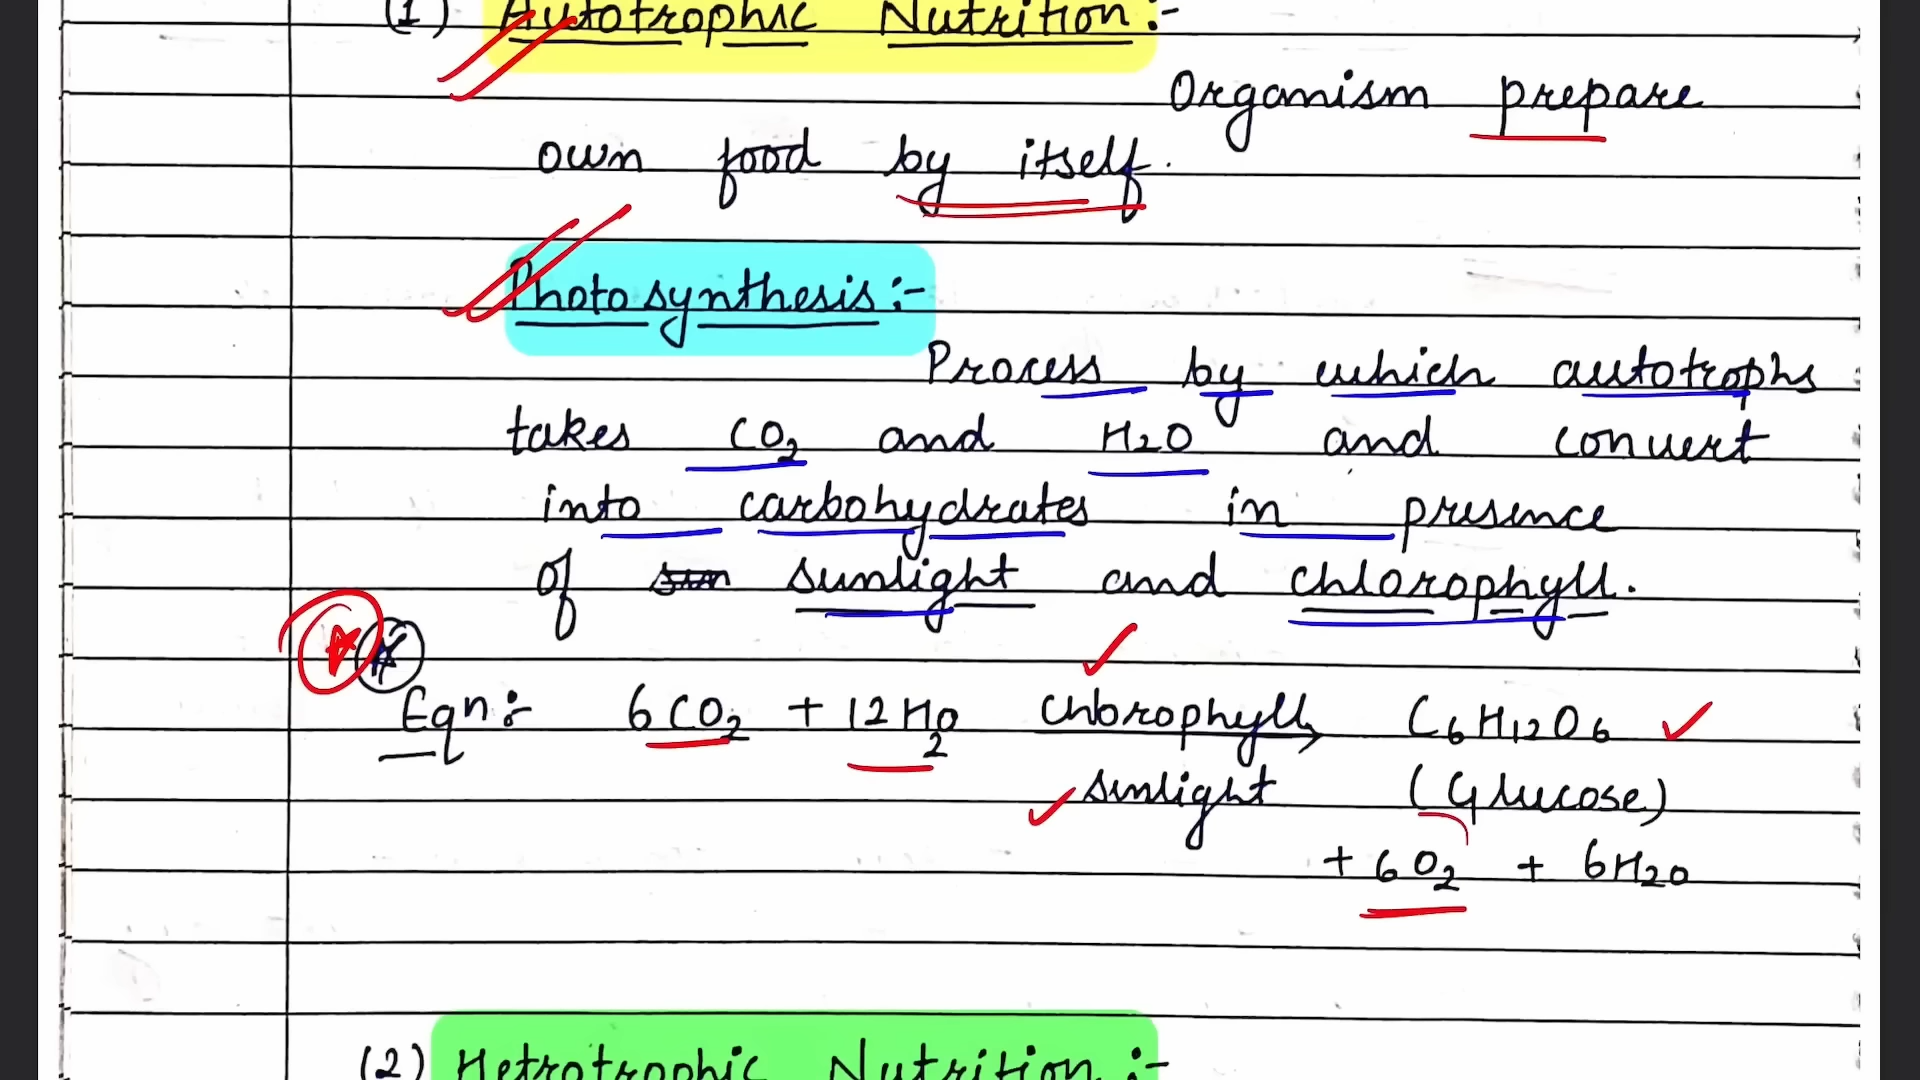 (1) Autotrophic Nutrition :-
Organism prepare
own food by itself.
Photosynthesis :-
Process by which autotrophs
takes CO2 and H2O and convert
into carbohydrates in presence
of sunlight and chlorophyll.
Eqn :- 6CO2 + 12H2O chlorophyll → C6H12O6
sunlight (Glucose)
+ 6O2 + 6H2O
(2) Hetrotrophic Nutrition :-